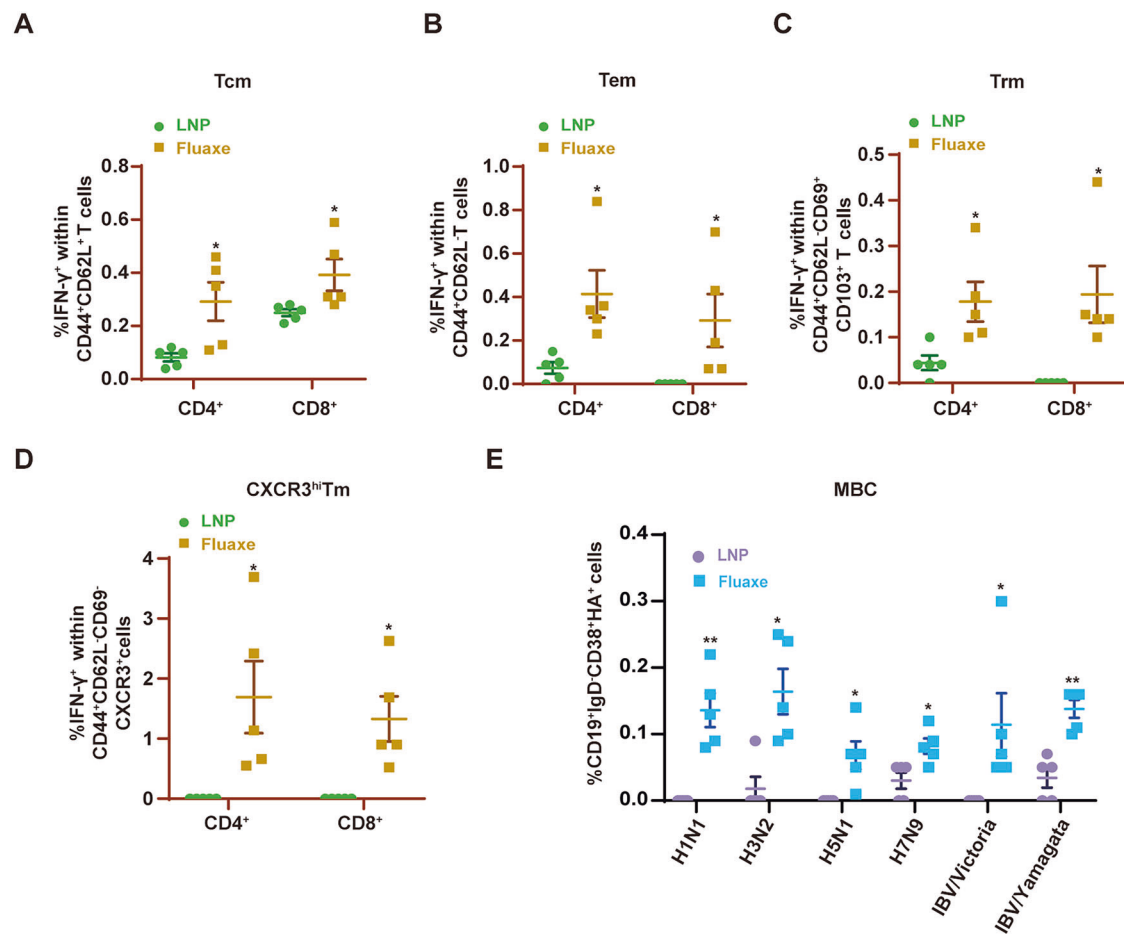 A
Tcm
LNP
Fluaxe
%IFN-γ⁺ within
CD44⁺CD62L⁺T cells
0.8
0.6
0.4
0.2
0.0
*
*
CD4⁺
CD8⁺
B
Tem
LNP
Fluaxe
%IFN-γ⁺ within
CD44⁺CD62L⁻T cells
1.0
0.8
0.6
0.4
0.2
0.0
*
*
CD4⁺
CD8⁺
C
Trm
LNP
Fluaxe
%IFN-γ⁺ within
CD44⁺CD62L⁻CD69⁺
CD103⁺ T cells
0.5
0.4
0.3
0.2
0.1
0.0
*
*
CD4⁺
CD8⁺
D
CXCR3ʰⁱTm
LNP
Fluaxe
%IFN-γ⁺ within
CD44⁺CD62L⁻CD69⁻
CXCR3⁺cells
4
3
2
1
0
*
*
CD4⁺
CD8⁺
E
MBC
LNP
Fluaxe
%CD19⁺IgD⁻CD38⁺HA⁺ cells
0.4
0.3
0.2
0.1
0.0
**
*
*
*
*
**
H1N1
H3N2
H5N1
H7N9
IBV/Victoria
IBV/Yamagata